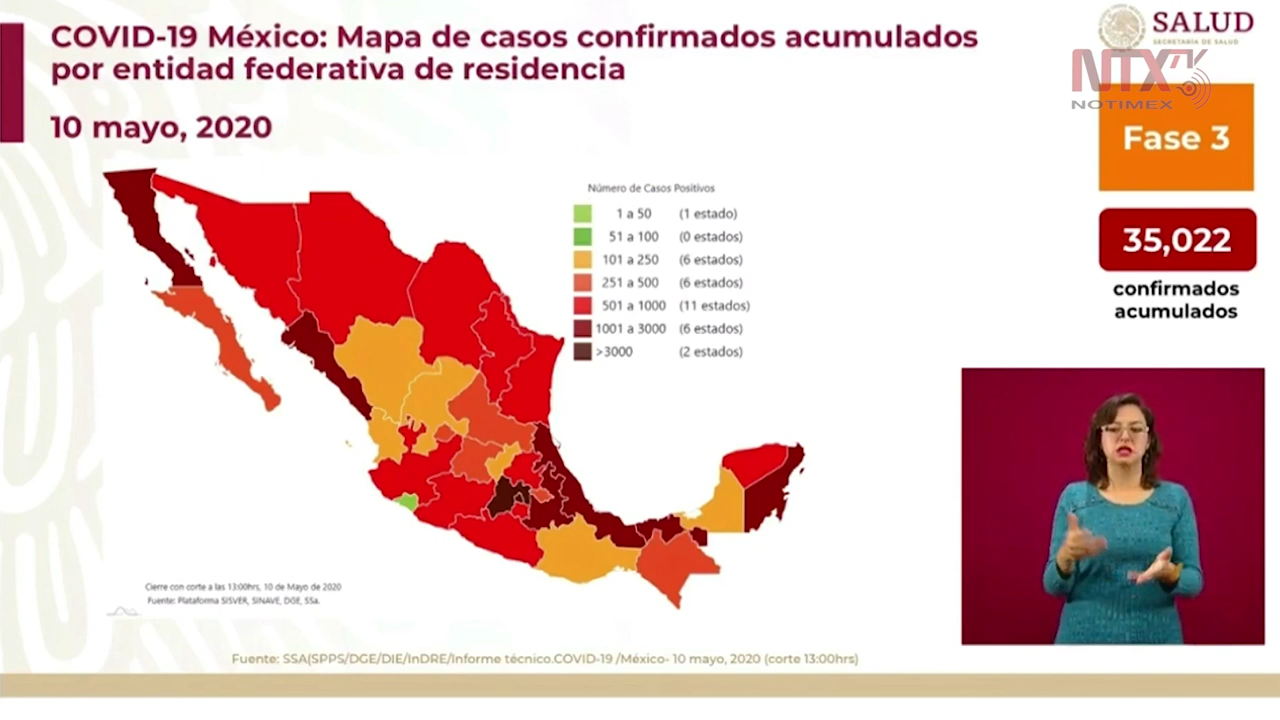 COVID-19 México: Mapa de casos confirmados acumulados
por entidad federativa de residencia
10 mayo, 2020
SALUD
SECRETARÍA DE SALUD
NTX
NOTIMEX
Fase 3
35,022
confirmados
acumulados
Número de Casos Positivos
1 a 50 (1 estado)
51 a 100 (0 estados)
101 a 250 (6 estados)
251 a 500 (6 estados)
501 a 1000 (11 estados)
1001 a 3000 (6 estados)
>3000 (2 estados)
Cierre con corte a las 13:00hrs, 10 de Mayo de 2020
Fuente: Plataforma SISVER, SINAVE, DGE, SSa.
Fuente: SSA(SPPS/DGE/DIE/InDRE/Informe técnico.COVID-19 /México- 10 mayo, 2020 (corte 13:00hrs)